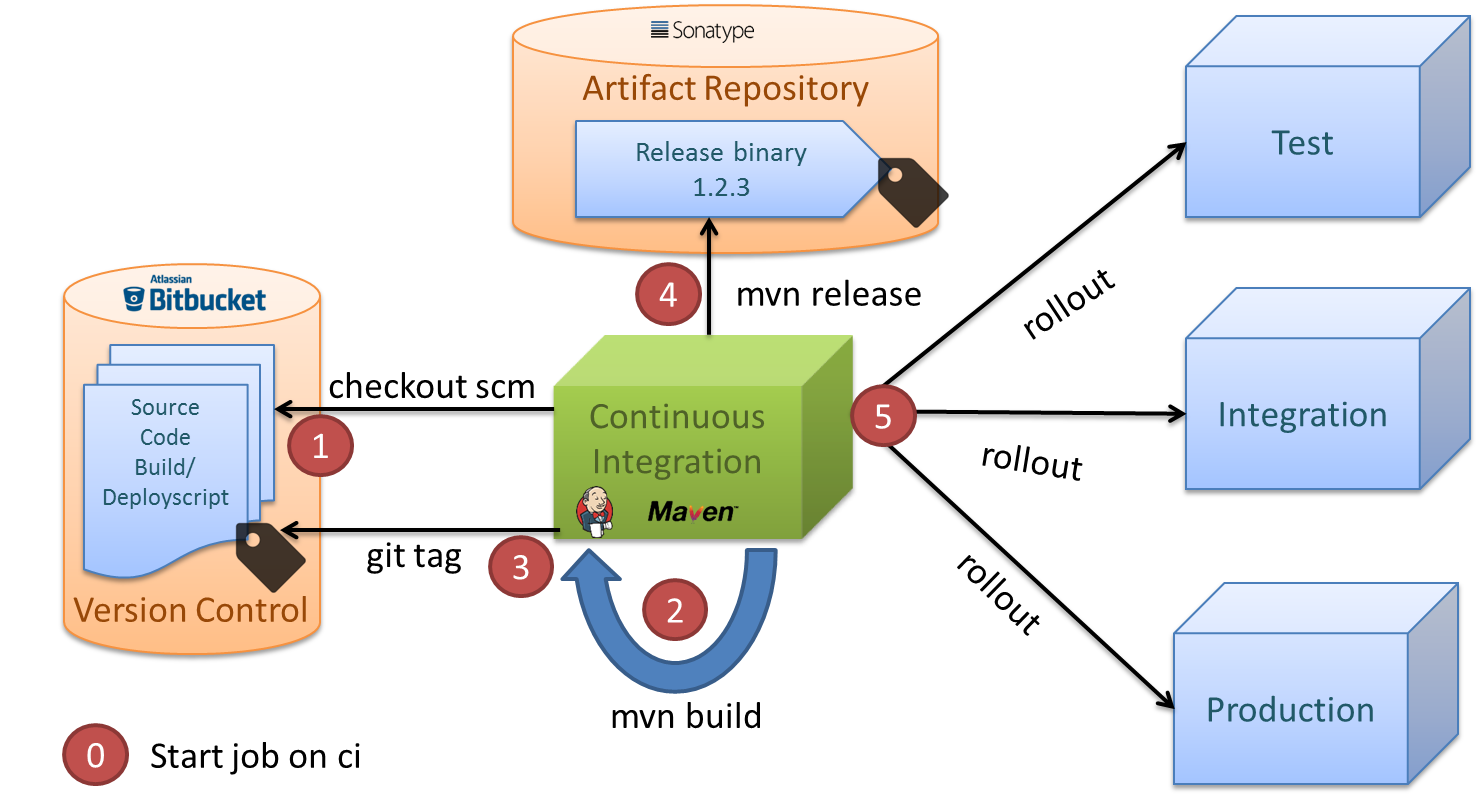 Sonatype
Artifact Repository
Release binary
1.2.3
Test
4
mvn release
rollout
Atlassian
Bitbucket
Source
Code
Build/
Deployscript
Version Control
checkout scm
1
git tag
3
Continuous
Integration
Maven™
5
rollout
Integration
2
mvn build
rollout
Production
0 Start job on ci